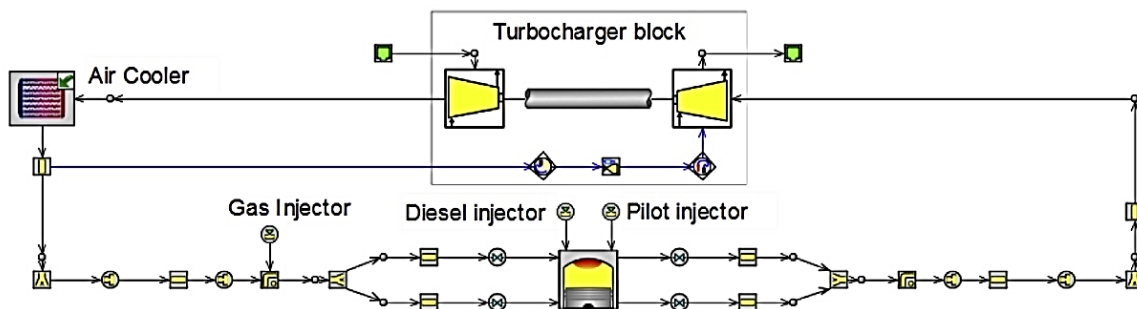 Turbocharger block
Air Cooler
Gas Injector
Diesel injector
Pilot injector